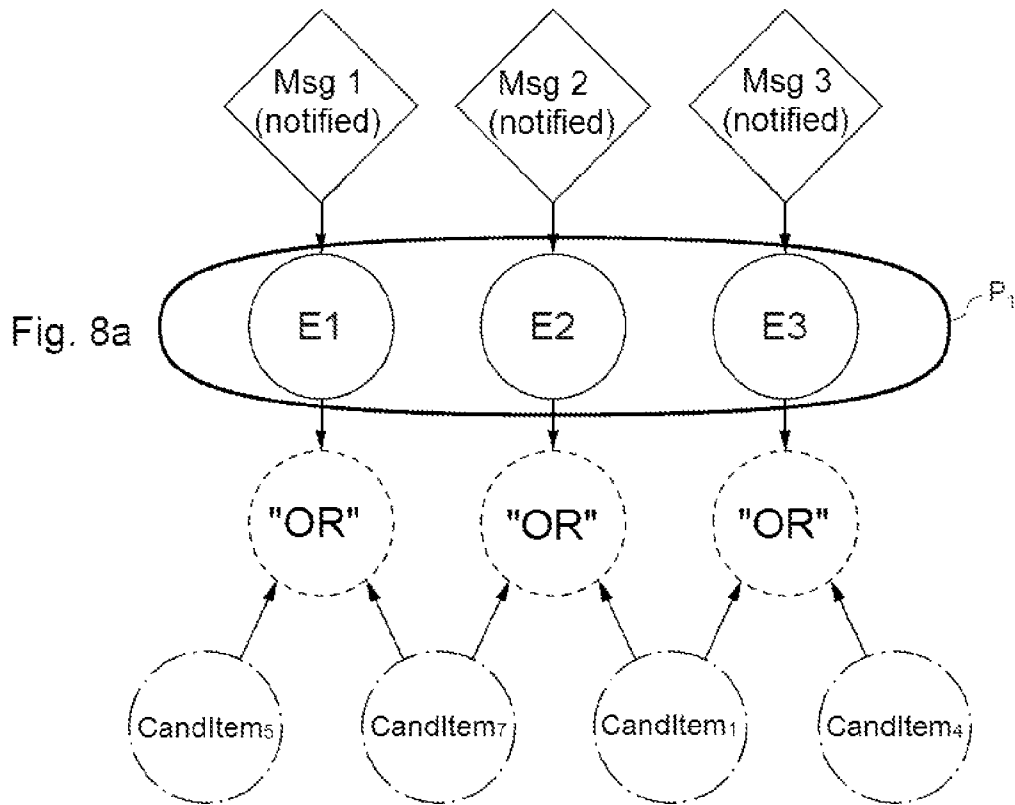 Msg 1
(notified)
Msg 2
(notified)
Msg 3
(notified)
Fig. 8a
E1
E2
E3
P1
"OR"
"OR"
"OR"
CandItem5
CandItem7
CandItem1
CandItem4